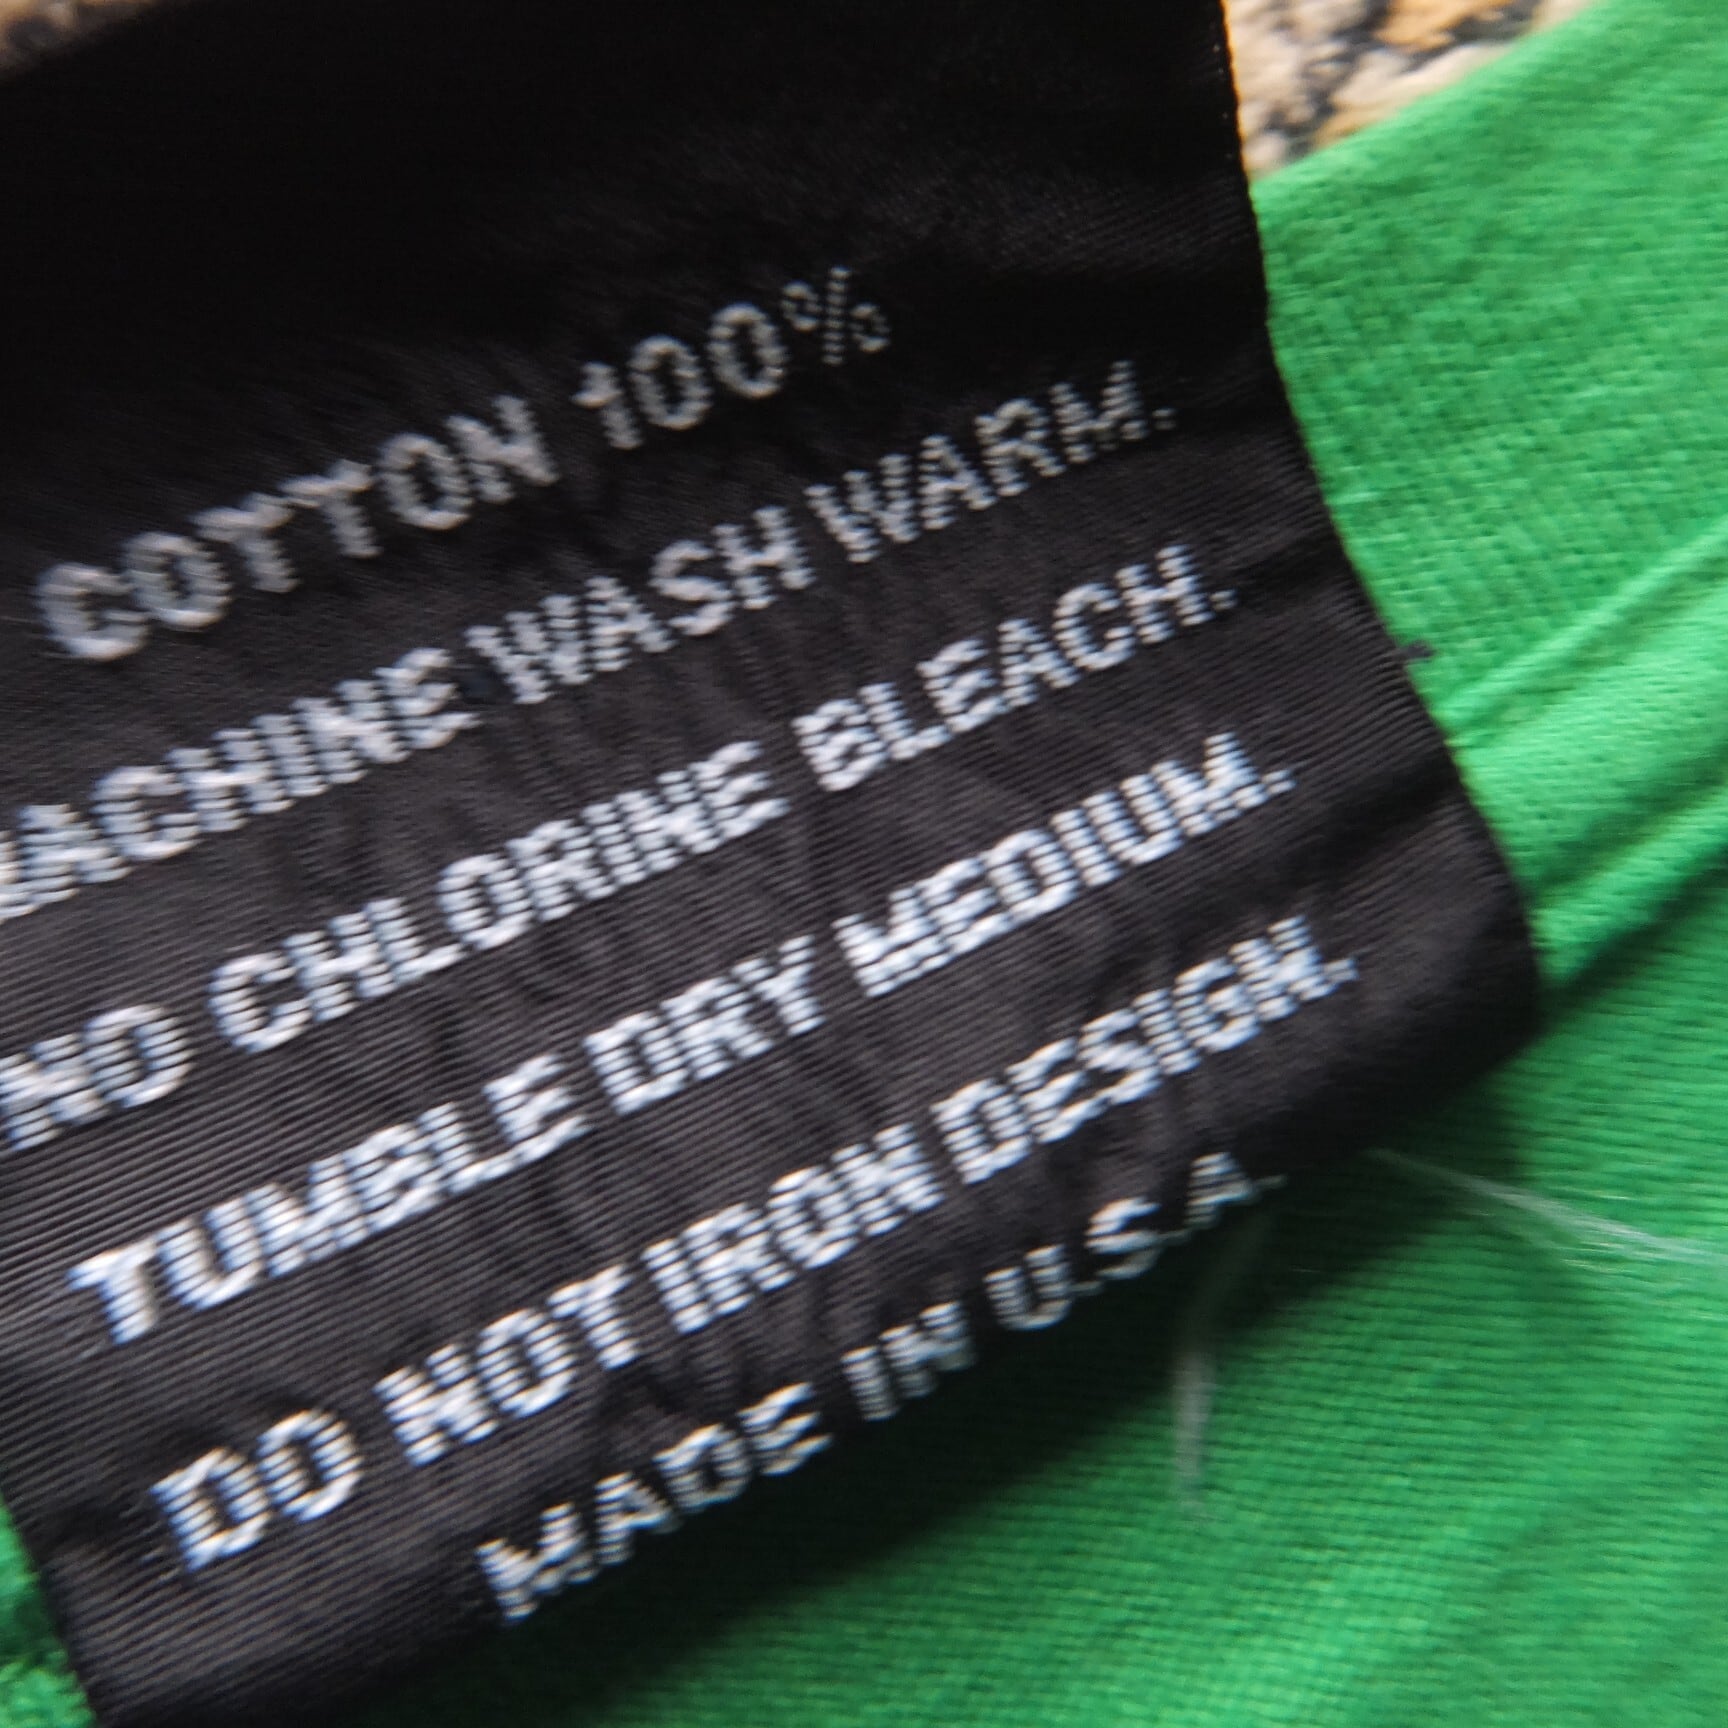 COTTON 100%
MACHINE WASH WARM.
NO CHLORINE BLEACH.
TUMBLE DRY MEDIUM.
DO NOT IRON DESIGN.
MADE IN U.S.A.